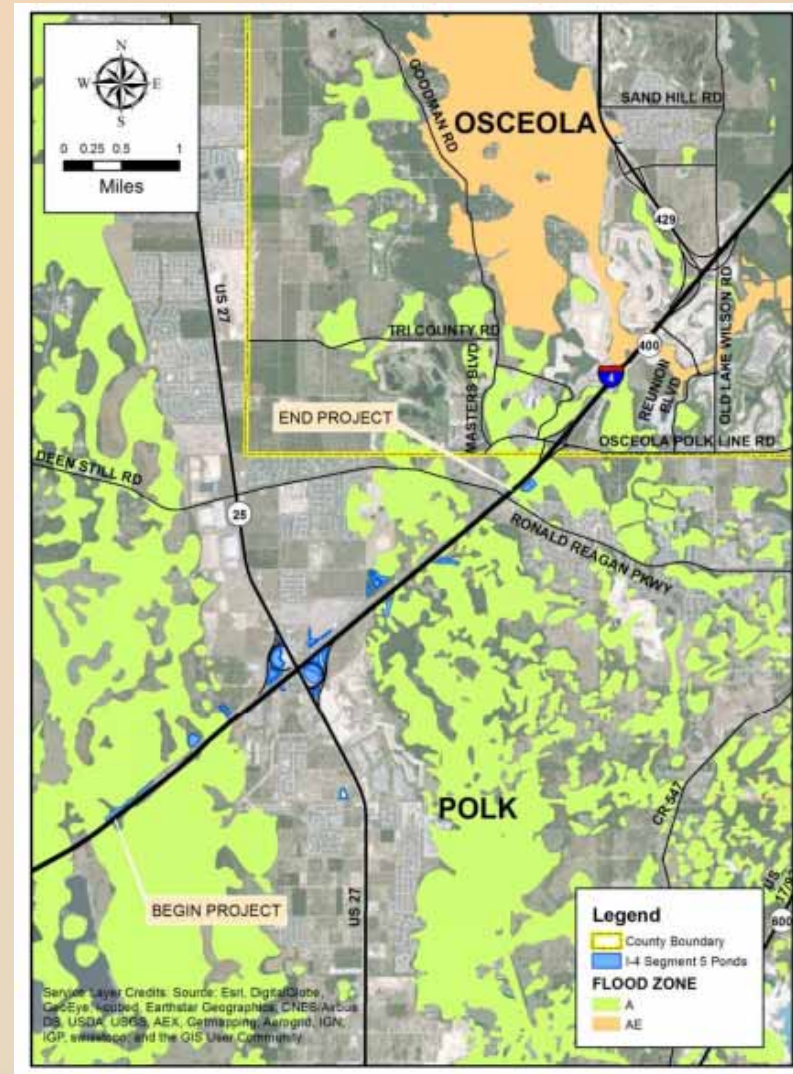 N
W E
S
0 0.25 0.5 1
Miles
GOODMAN RD
OSCEOLA
SAND HILL RD
429
US 27
TRI COUNTY RD
MASTERS BLVD
400
4
REUNION
BLVD
OLD LAKE WILSON RD
END PROJECT
OSCEOLA POLK LINE RD
DEEN STILL RD
25
RONALD REAGAN PKWY
POLK
CR-547
BEGIN PROJECT
US 27
US
600
Legend
County Boundary
I-4 Segment 5 Ponds
FLOOD ZONE
A
AE
Service Layer Credits: Source: Esri, DigitalGlobe,
GeoEye, i-cubed, Earthstar Geographics, CNES/Airbus
DS, USDA, USGS, AEX, Getmapping, Aerogrid, IGN,
IGP, swisstopo, and the GIS User Community